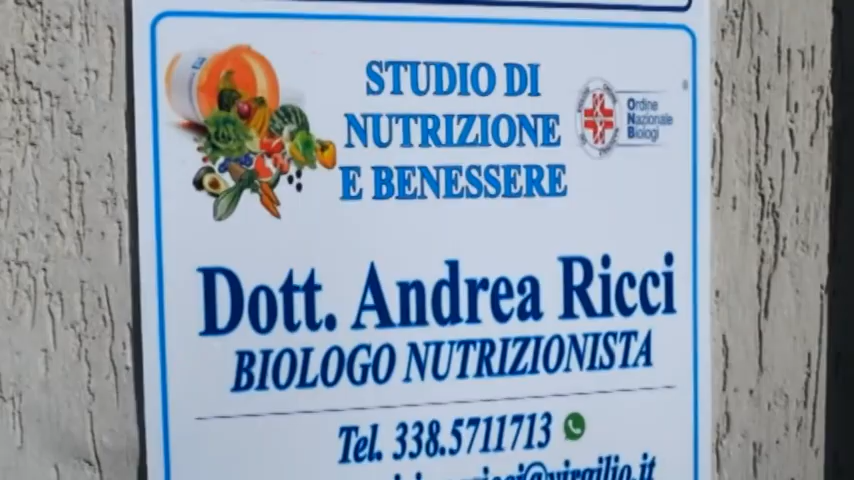 STUDIO DI
NUTRIZIONE
E BENESSERE
Ordine
Nazionale
Biologi
Dott. Andrea Ricci
BIOLOGO NUTRIZIONISTA
Tel. 338.5711713